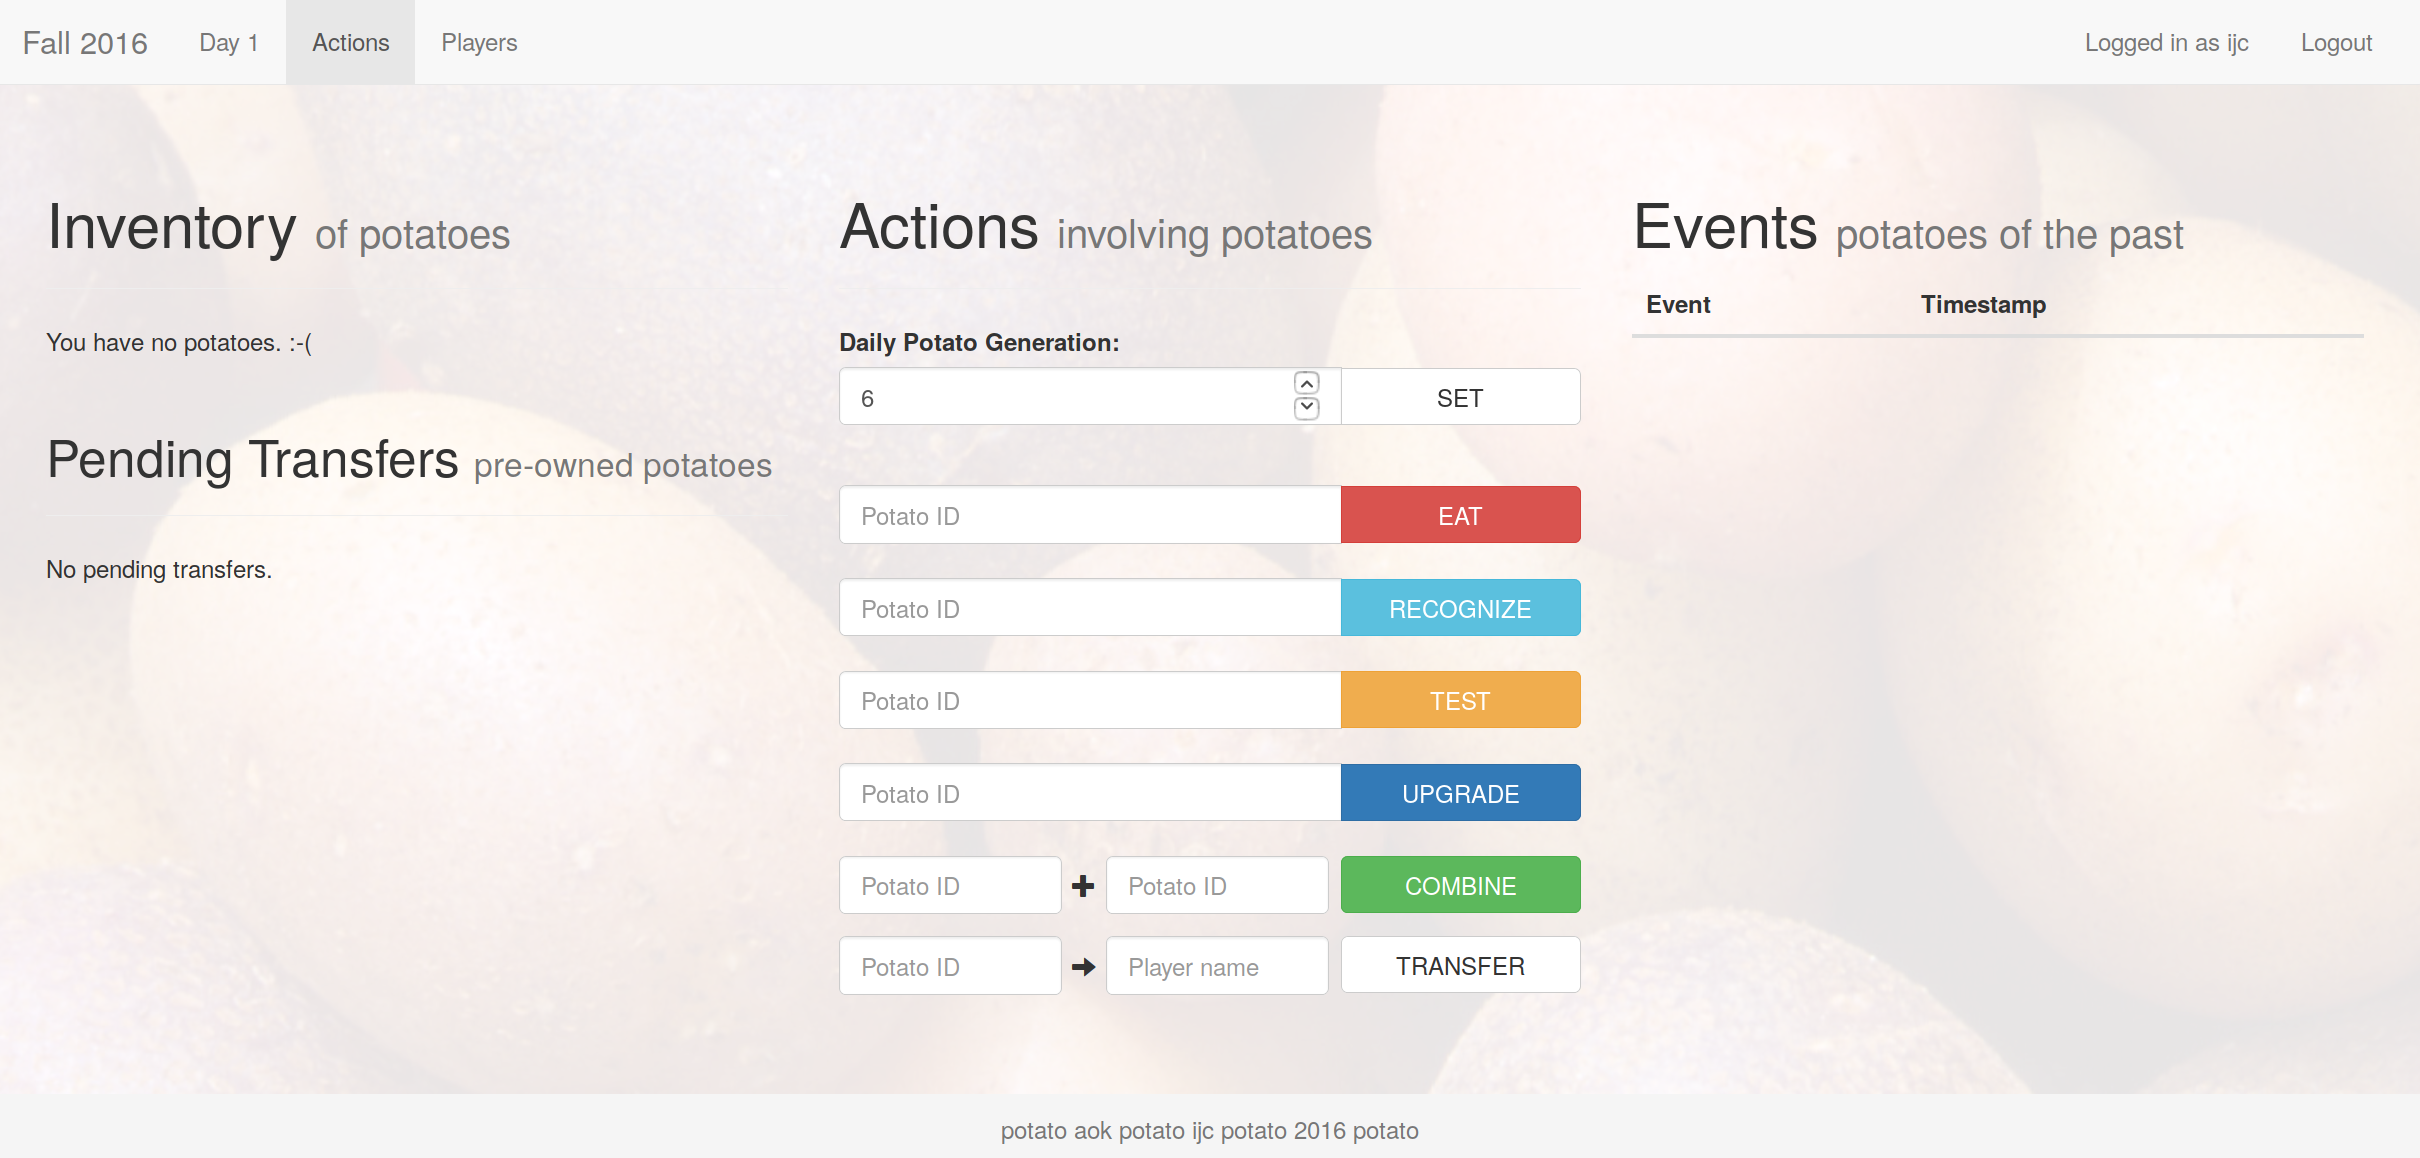 Fall 2016 Day 1 Actions Players Logged in as ijc Logout
Inventory of potatoes
You have no potatoes. :-(
Pending Transfers pre-owned potatoes
No pending transfers.
Actions involving potatoes
Daily Potato Generation:
6 SET
Potato ID EAT
Potato ID RECOGNIZE
Potato ID TEST
Potato ID UPGRADE
Potato ID + Potato ID COMBINE
Potato ID → Player name TRANSFER
Events potatoes of the past
Event Timestamp
potato aok potato ijc potato 2016 potato